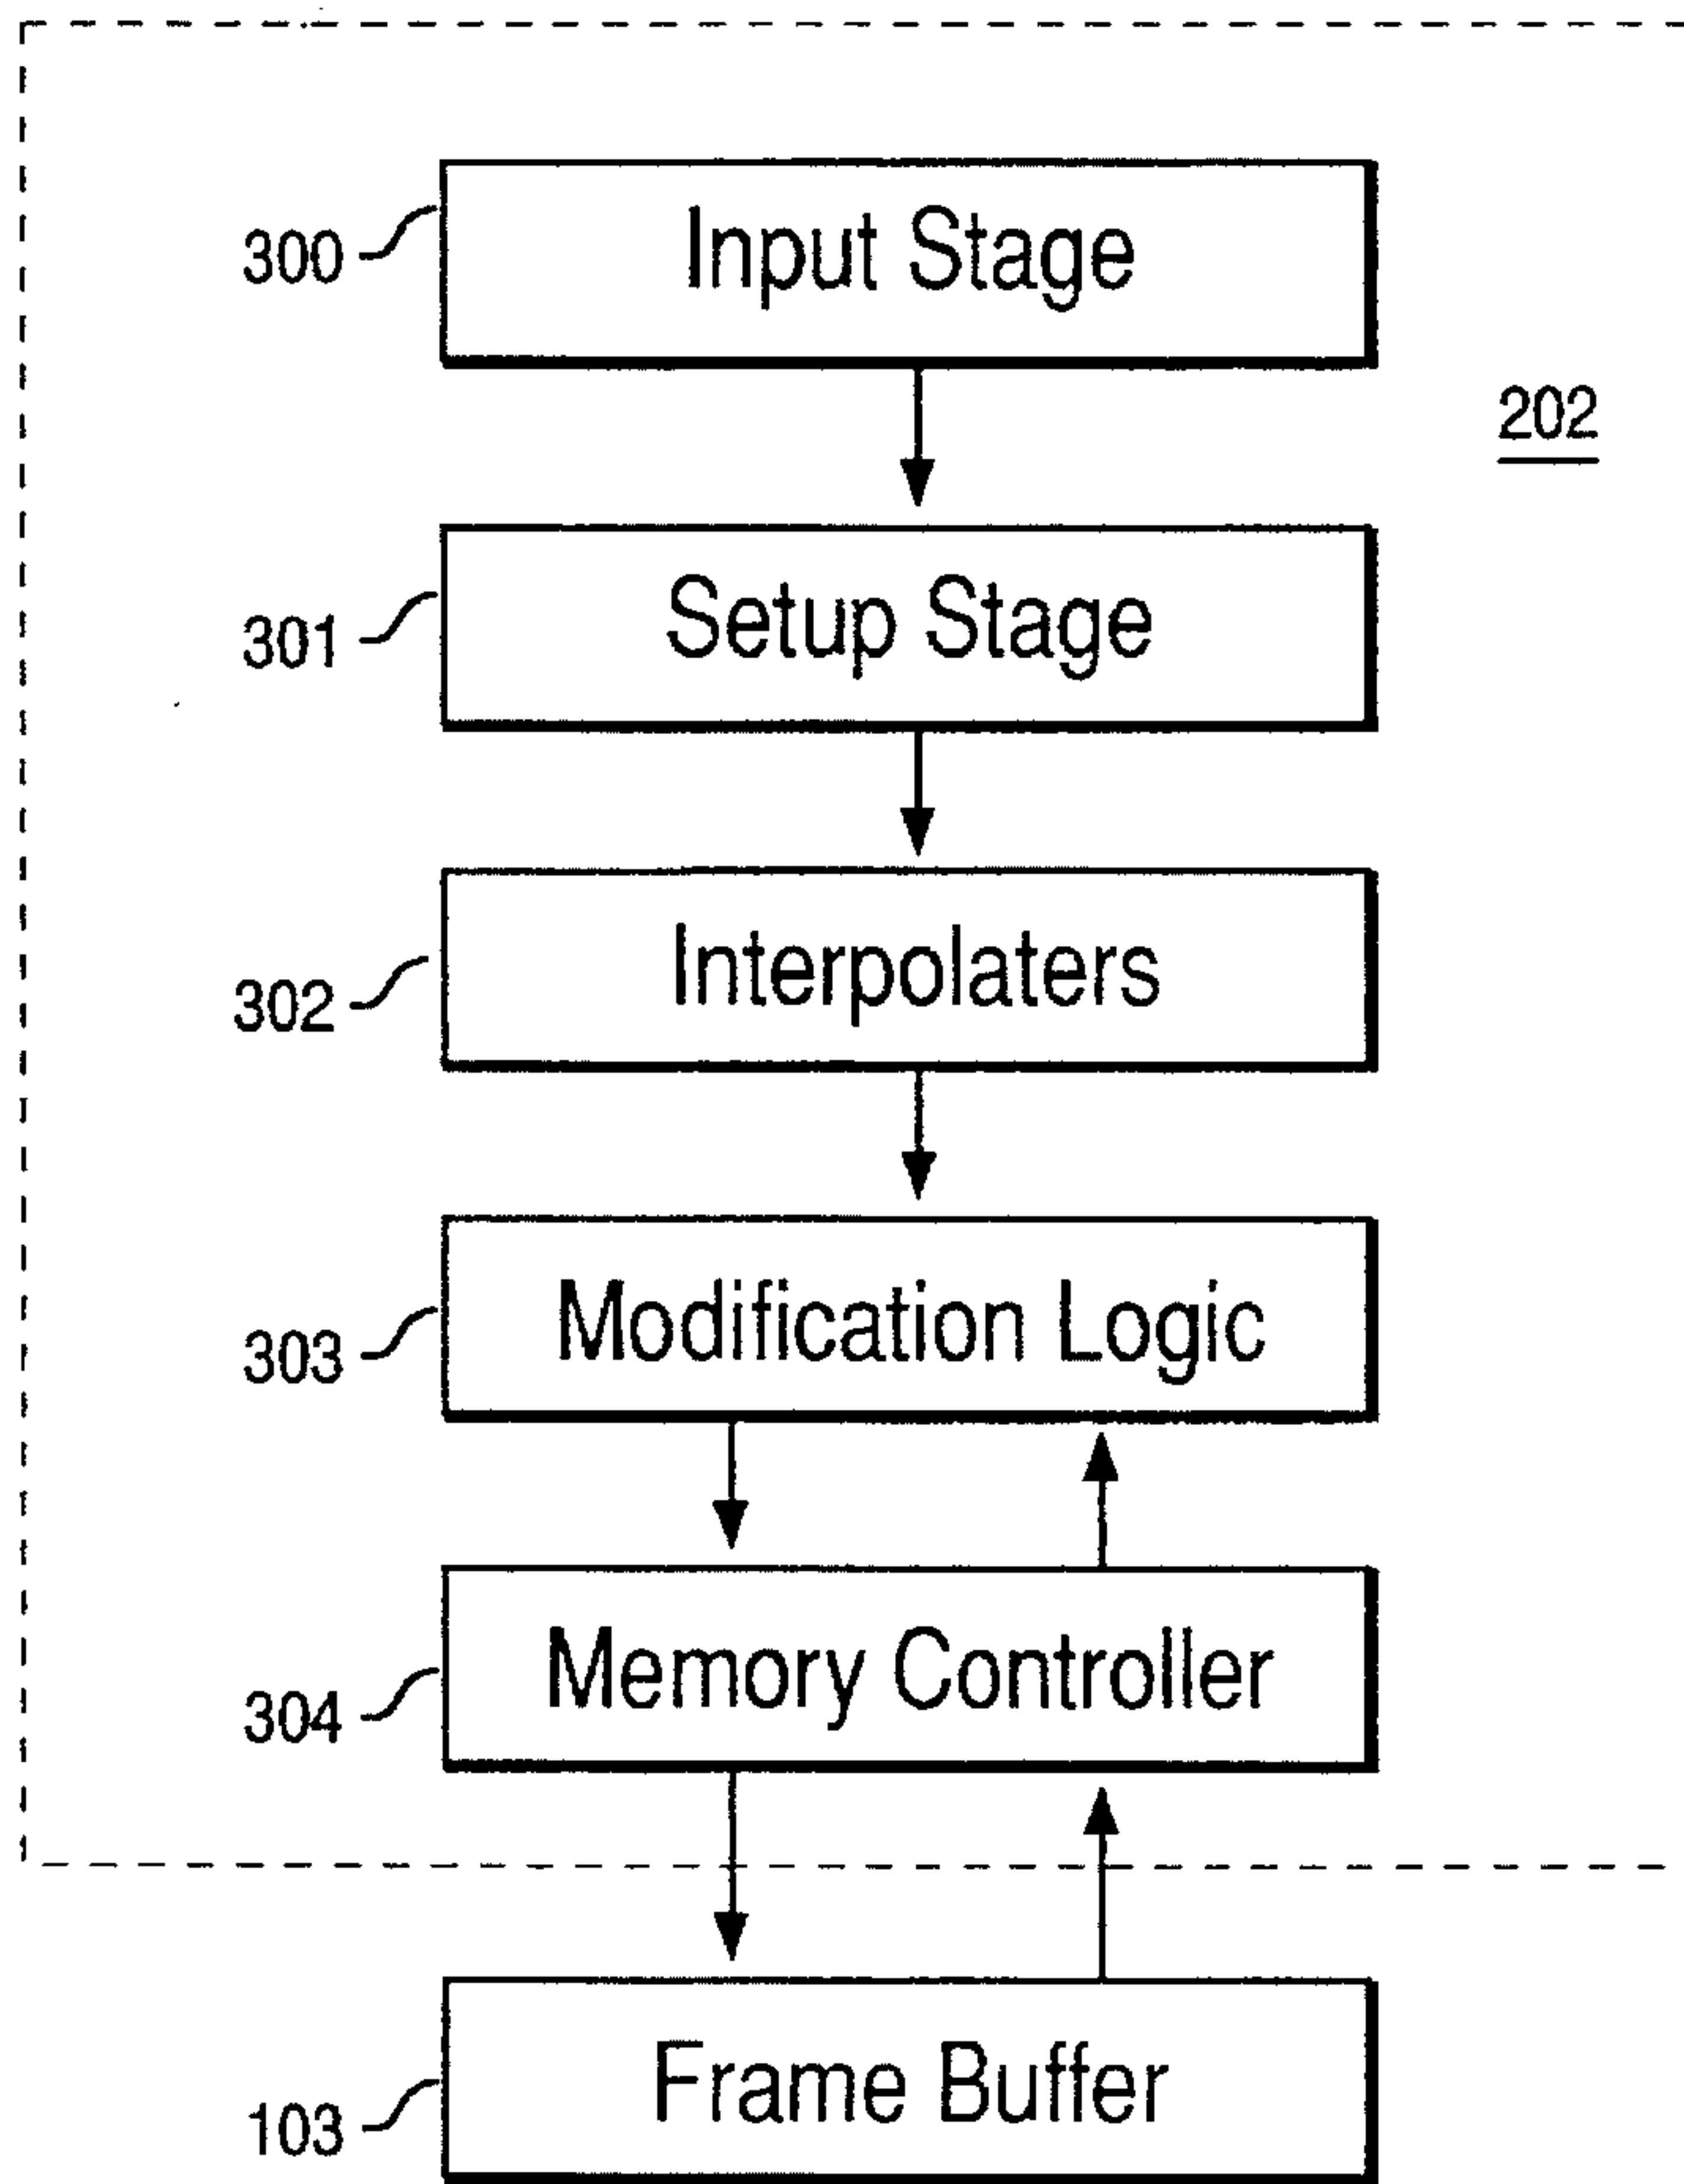 300 Input Stage
202
301 Setup Stage
302 Interpolaters
303 Modification Logic
304 Memory Controller
103 Frame Buffer